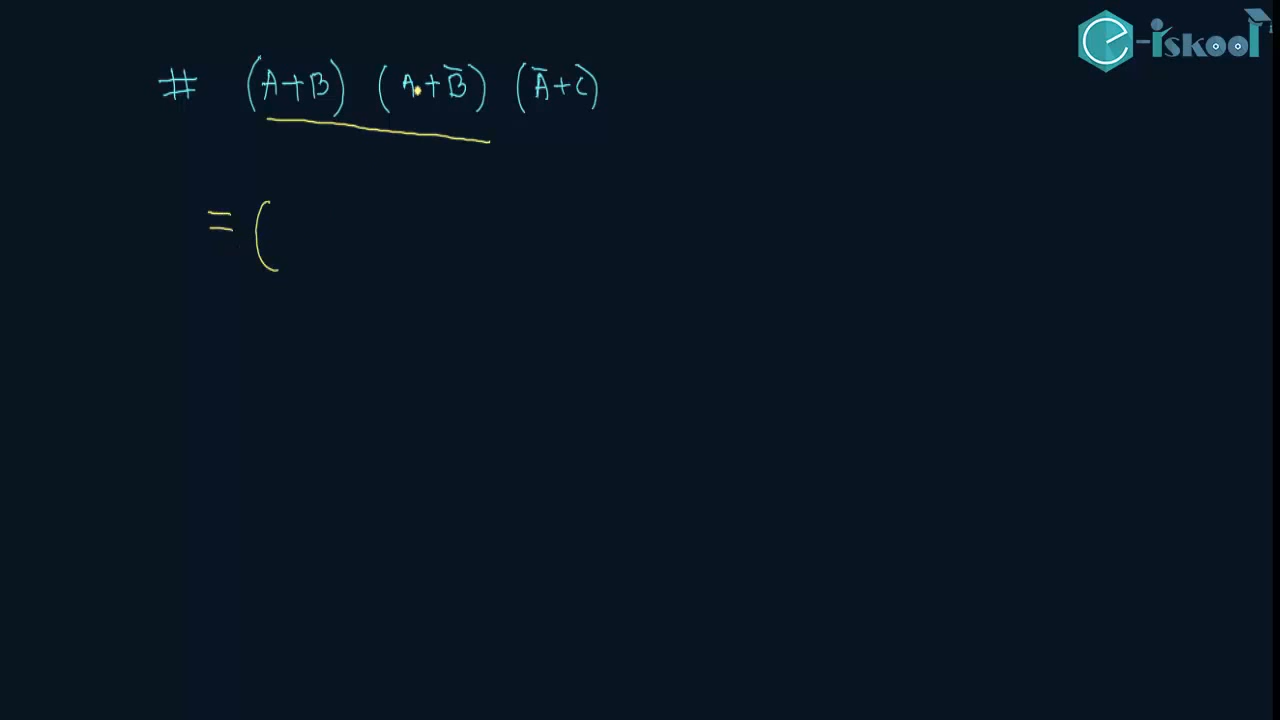 e-iskool
# (A+B) (A+B̅) (A̅+C)
= (